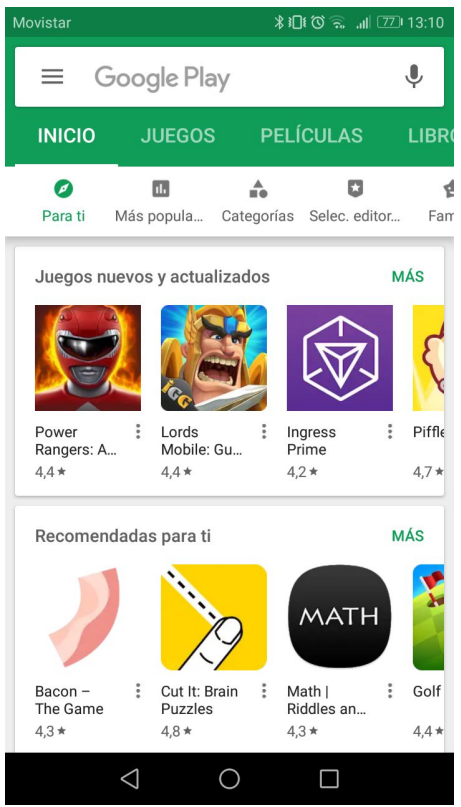 Movistar 77 13:10
Google Play
INICIO JUEGOS PELÍCULAS LIBRO
Para ti Más popula... Categorías Selec. editor... Fam
Juegos nuevos y actualizados MÁS
IGG
Power Lords Ingress Piffle
Rangers: A... Mobile: Gu... Prime
4,4★ 4,4★ 4,2★ 4,7★
Recomendadas para ti MÁS
MATH
Bacon – Cut It: Brain Math | Golf
The Game Puzzles Riddles an...
4,3★ 4,8★ 4,3★ 4,4★